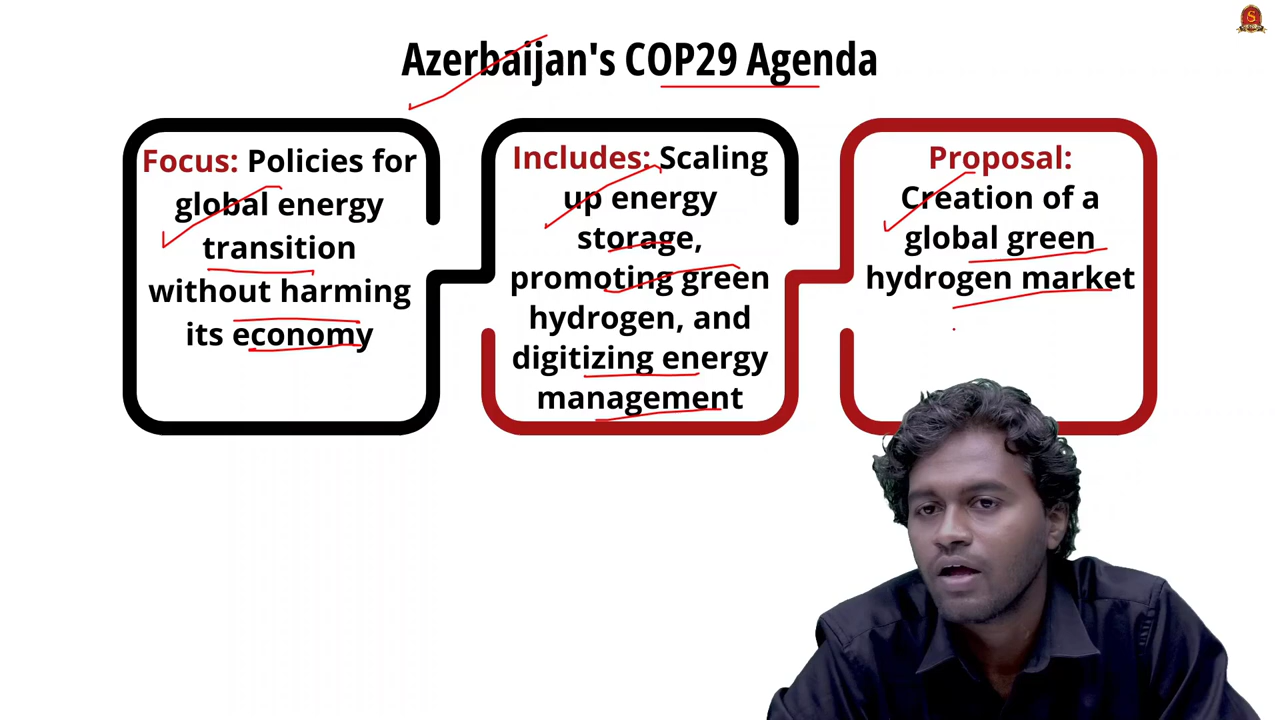 Azerbaijan's COP29 Agenda
Focus: Policies for
global energy
transition
without harming
its economy
Includes: Scaling
up energy
storage,
promoting green
hydrogen, and
digitizing energy
management
Proposal:
Creation of a
global green
hydrogen market